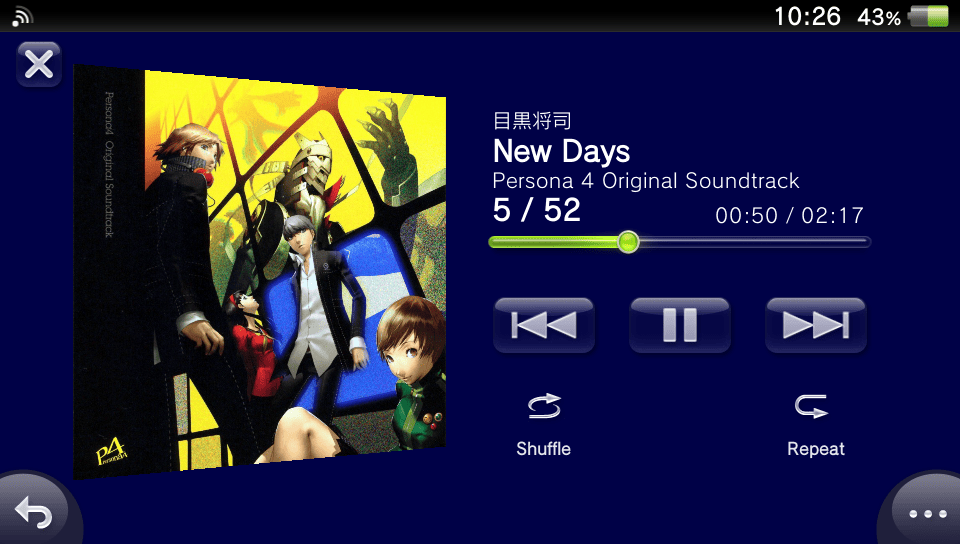 10:26 43%
Persona4 Original Soundtrack
目黒将司
New Days
Persona 4 Original Soundtrack
5 / 52
00:50 / 02:17
Shuffle
Repeat
P4
PERSONA4